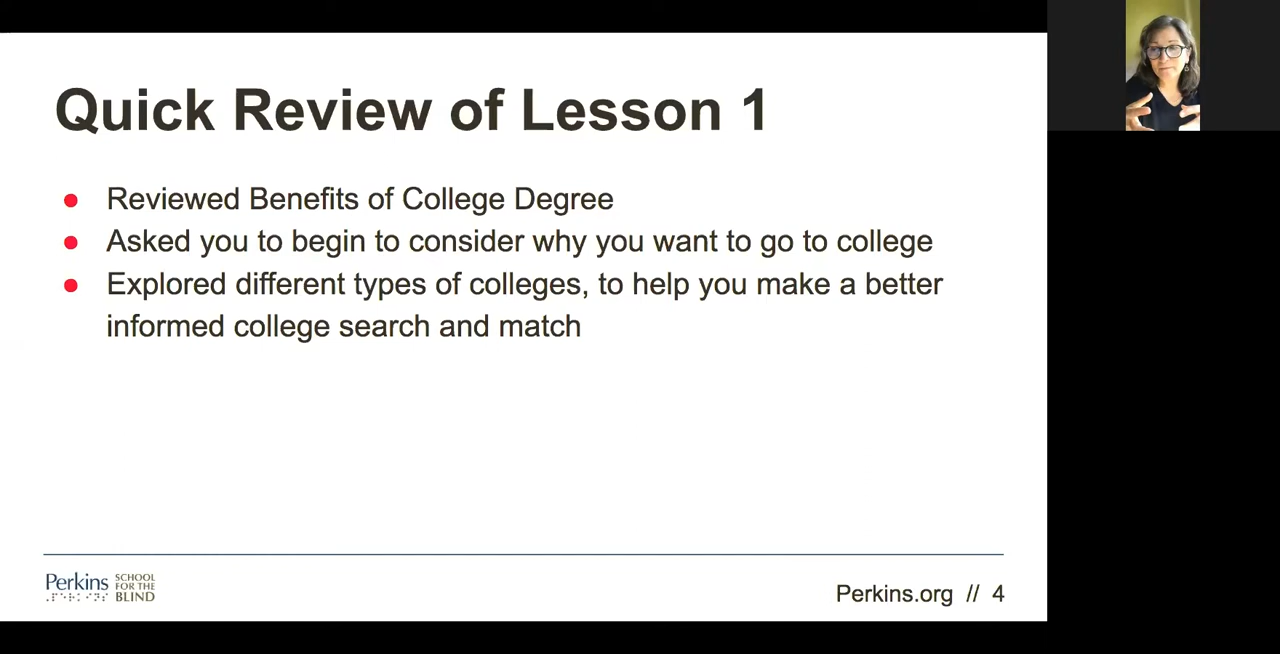 Quick Review of Lesson 1
● Reviewed Benefits of College Degree
● Asked you to begin to consider why you want to go to college
● Explored different types of colleges, to help you make a better
informed college search and match
Perkins SCHOOL FOR THE BLIND
Perkins.org // 4